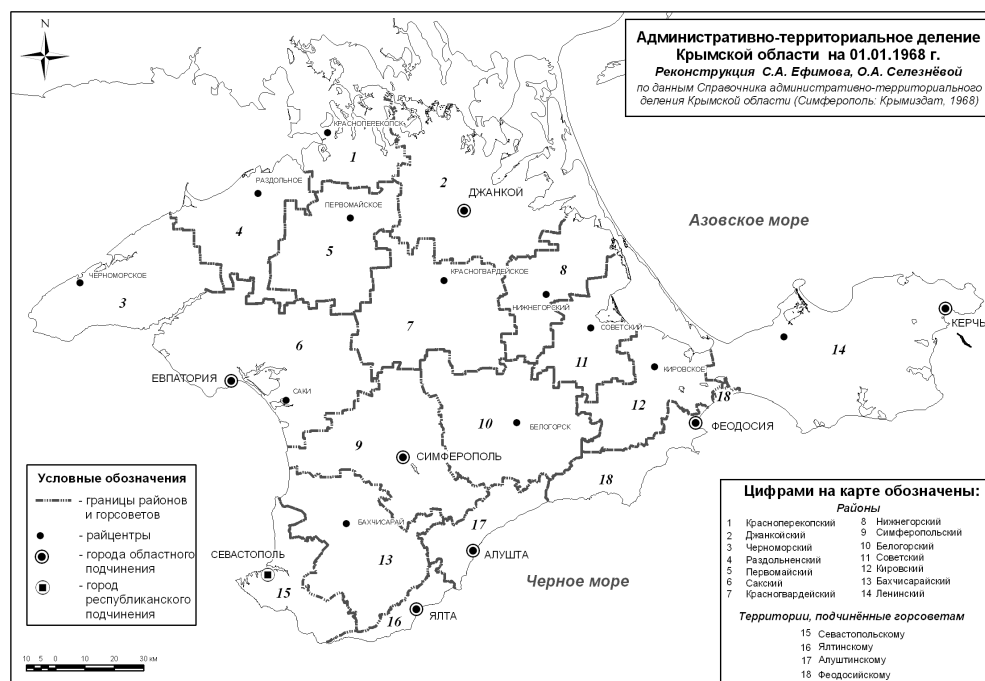 N
Административно-территориальное деление
Крымской области на 01.01.1968 г.
Реконструкция С.А. Ефимова, О.А. Селезнёвой
по данным Справочника административно-территориального
деления Крымской области (Симферополь: Крымиздат, 1968)
КРАСНОПЕРЕКОПСК
1
2
РАЗДОЛЬНОЕ
ДЖАНКОЙ
ПЕРВОМАЙСКОЕ
Азовское море
4
5
ЧЕРНОМОРСКОЕ
3
КРАСНОГВАРДЕЙСКОЕ
8
НИЖНЕГОРСКИЙ
7
6
СОВЕТСКИЙ
КЕРЧЬ
14
11
КИРОВСКОЕ
ЕВПАТОРИЯ
САКИ
18
12
10
БЕЛОГОРСК
ФЕОДОСИЯ
9
СИМФЕРОПОЛЬ
18
БАХЧИСАРАЙ
17
СЕВАСТОПОЛЬ
13
АЛУШТА
Черное море
15
16
ЯЛТА
Условные обозначения
- границы районов
и горсоветов
- райцентры
- города областного
подчинения
- город
республиканского
подчинения
10 5 0 10 20 30 км
Цифрами на карте обозначены:
Районы
1 Красноперекопский
2 Джанкойский
3 Черноморский
4 Раздольненский
5 Первомайский
6 Сакский
7 Красногвардейский
8 Нижнегорский
9 Симферопольский
10 Белогорский
11 Советский
12 Кировский
13 Бахчисарайский
14 Ленинский
Территории, подчинённые горсоветам
15 Севастопольскому
16 Ялтинскому
17 Алуштинскому
18 Феодосийскому